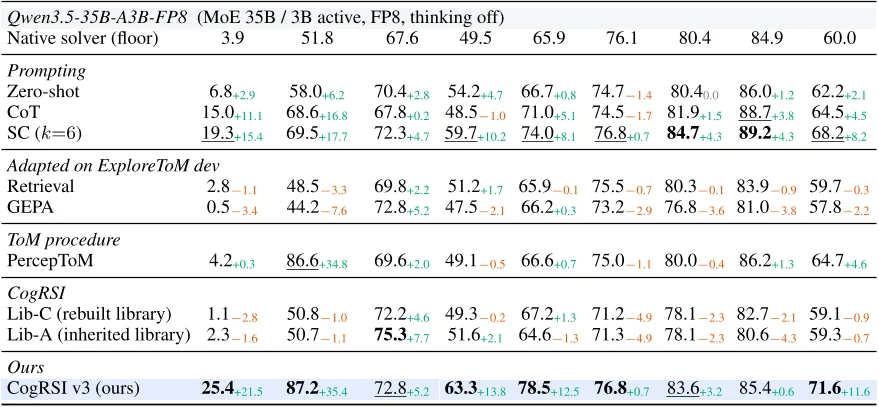 Qwen3.5-35B-A3B-FP8 (MoE 35B / 3B active, FP8, thinking off)
Native solver (floor) 3.9 51.8 67.6 49.5 65.9 76.1 80.4 84.9 60.0
Prompting
Zero-shot 6.8+2.9 58.0+6.2 70.4+2.8 54.2+4.7 66.7+0.8 74.7−1.4 80.40.0 86.0+1.2 62.2+2.1
CoT 15.0+11.1 68.6+16.8 67.8+0.2 48.5−1.0 71.0+5.1 74.5−1.7 81.9+1.5 88.7+3.8 64.5+4.5
SC (k=6) 19.3+15.4 69.5+17.7 72.3+4.7 59.7+10.2 74.0+8.1 76.8+0.7 84.7+4.3 89.2+4.3 68.2+8.2
Adapted on ExploreToM dev
Retrieval 2.8−1.1 48.5−3.3 69.8+2.2 51.2+1.7 65.9−0.1 75.5−0.7 80.3−0.1 83.9−0.9 59.7−0.3
GEPA 0.5−3.4 44.2−7.6 72.8+5.2 47.5−2.1 66.2+0.3 73.2−2.9 76.8−3.6 81.0−3.8 57.8−2.2
ToM procedure
PercepToM 4.2+0.3 86.6+34.8 69.6+2.0 49.1−0.5 66.6+0.7 75.0−1.1 80.0−0.4 86.2+1.3 64.7+4.6
CogRSI
Lib-C (rebuilt library) 1.1−2.8 50.8−1.0 72.2+4.6 49.3−0.2 67.2+1.3 71.2−4.9 78.1−2.3 82.7−2.1 59.1−0.9
Lib-A (inherited library) 2.3−1.6 50.7−1.1 75.3+7.7 51.6+2.1 64.6−1.3 71.3−4.9 78.1−2.3 80.6−4.3 59.3−0.7
Ours
CogRSI v3 (ours) 25.4+21.5 87.2+35.4 72.8+5.2 63.3+13.8 78.5+12.5 76.8+0.7 83.6+3.2 85.4+0.6 71.6+11.6